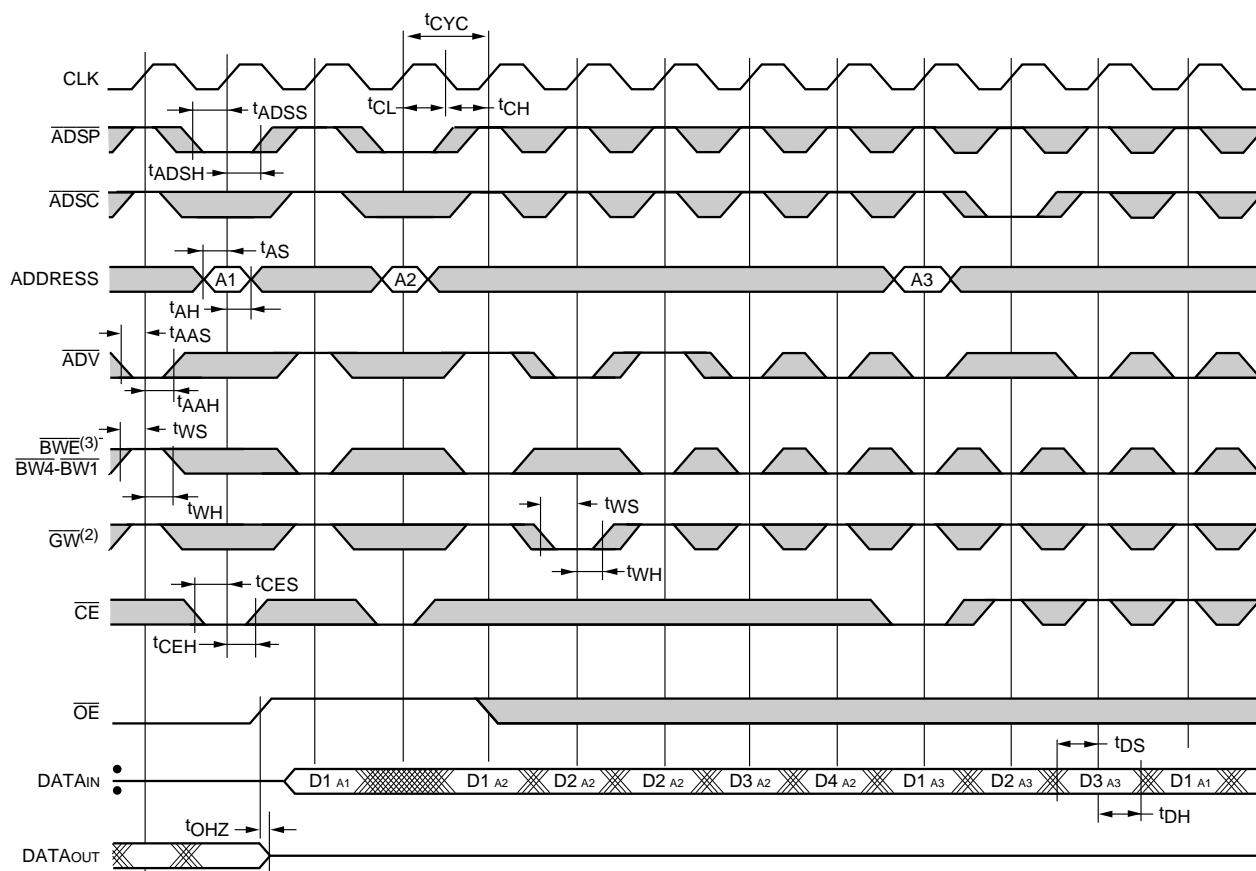 tCYC
CLK
tADSS
tCL
tCH
ADSP
tADSH
ADSC
tAS
ADDRESS
A1
A2
A3
tAH
tAAS
ADV
tAAH
tWS
BWE(3)
BW4-BW1
tWH
tWS
GW(2)
tWH
tCES
CE
tCEH
OE
tDS
DATAIN
D1 A1
D1 A2
D2 A2
D2 A2
D3 A2
D4 A2
D1 A3
D2 A3
D3 A3
D1 A1
tOHZ
tDH
DATAOUT